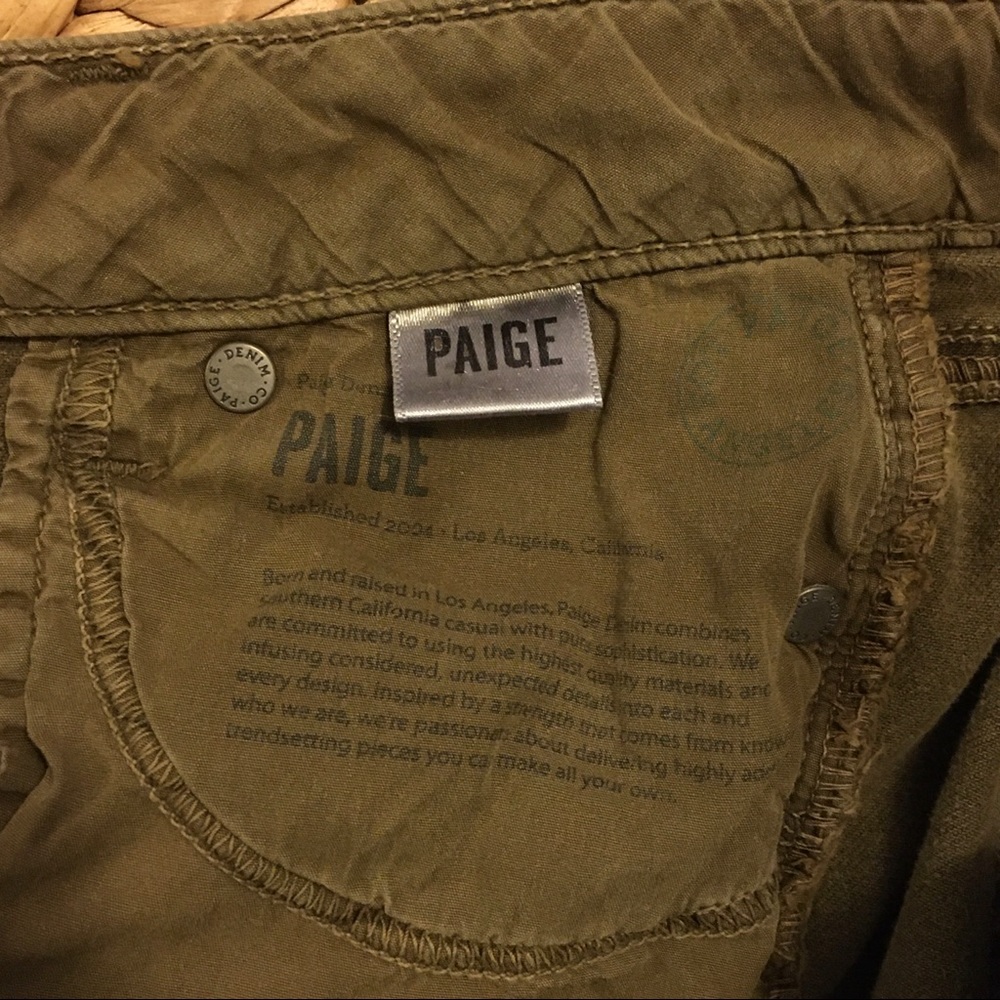 PAIGE
PAIGE · DENIM · CO ·
PAIGE
Established 2004 · Los Angeles, California
Born and raised in Los Angeles, Paige Denim combines
southern California casual with pure sophistication. We
are committed to using the highest quality materials and
infusing considered, unexpected details into each and
every design. Inspired by a strength that comes from
who we are, we're passionate about delivering highly
trendsetting pieces you ca make all your own.